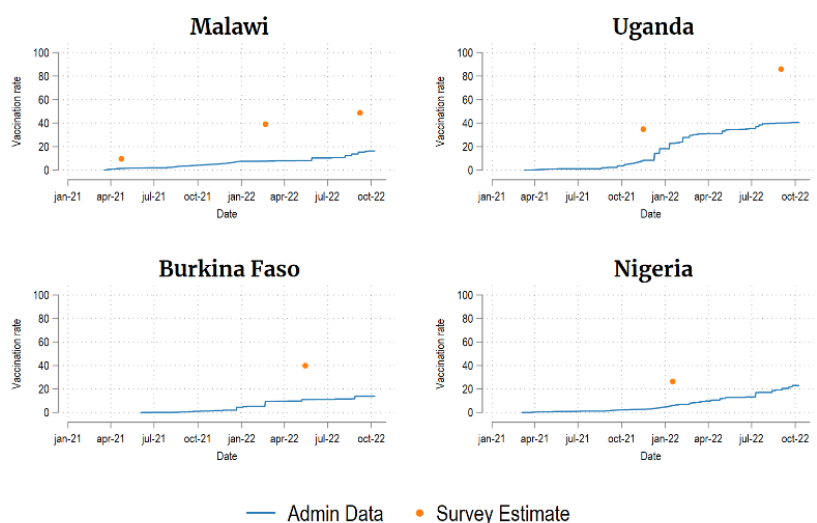 Malawi
Vaccination rate
100
80
60
40
20
0
jan-21 apr-21 jul-21 oct-21 jan-22 apr-22 jul-22 oct-22
Date
Uganda
Vaccination rate
100
80
60
40
20
0
jan-21 apr-21 jul-21 oct-21 jan-22 apr-22 jul-22 oct-22
Date
Burkina Faso
Vaccination rate
100
80
60
40
20
0
jan-21 apr-21 jul-21 oct-21 jan-22 apr-22 jul-22 oct-22
Date
Nigeria
Vaccination rate
100
80
60
40
20
0
jan-21 apr-21 jul-21 oct-21 jan-22 apr-22 jul-22 oct-22
Date
Admin Data Survey Estimate